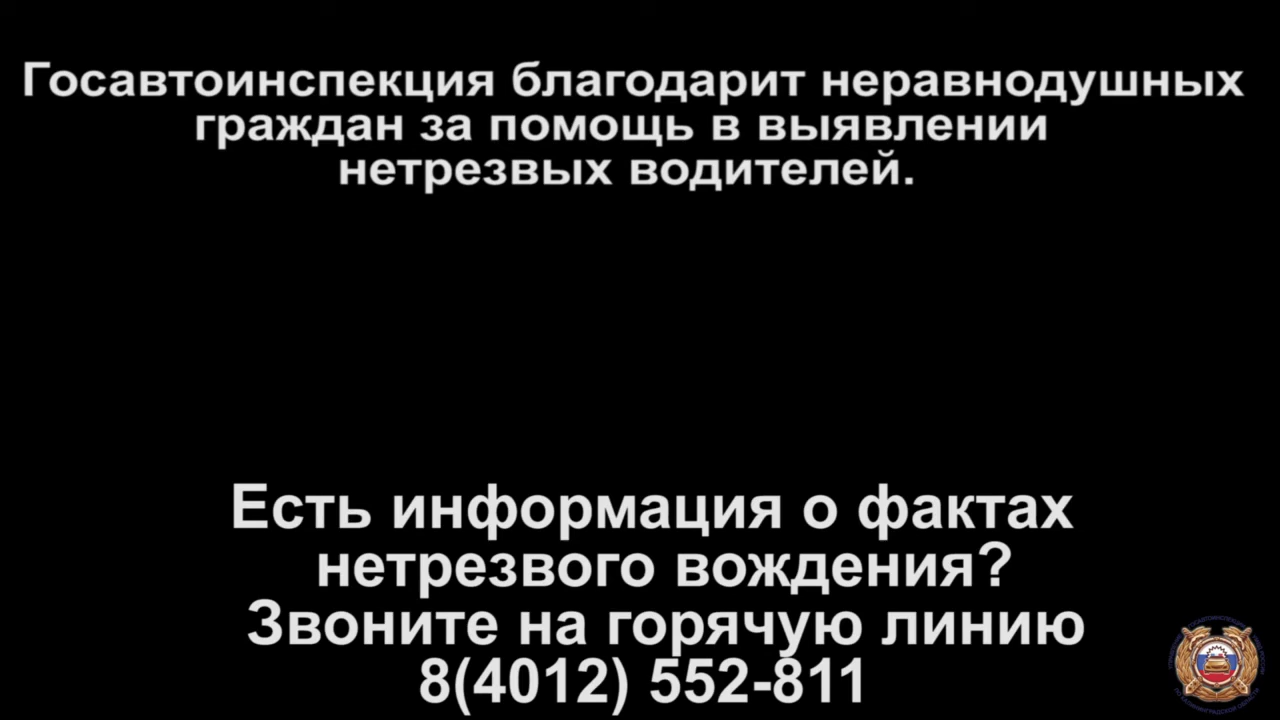 Госавтоинспекция благодарит неравнодушных
граждан за помощь в выявлении
нетрезвых водителей.
Есть информация о фактах
нетрезвого вождения?
Звоните на горячую линию
8(4012) 552-811